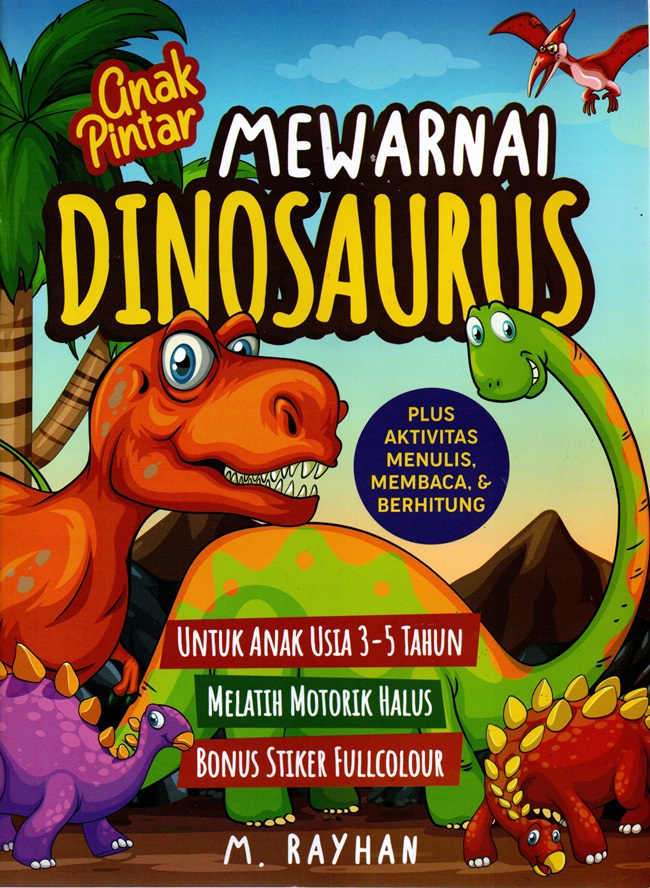 Anak
Pintar
MEWARNAI
DINOSAURUS
PLUS
AKTIVITAS
MENULIS,
MEMBACA, &
BERHITUNG
UNTUK ANAK USIA 3-5 TAHUN
MELATIH MOTORIK HALUS
BONUS STIKER FULLCOLOUR
M. RAYHAN